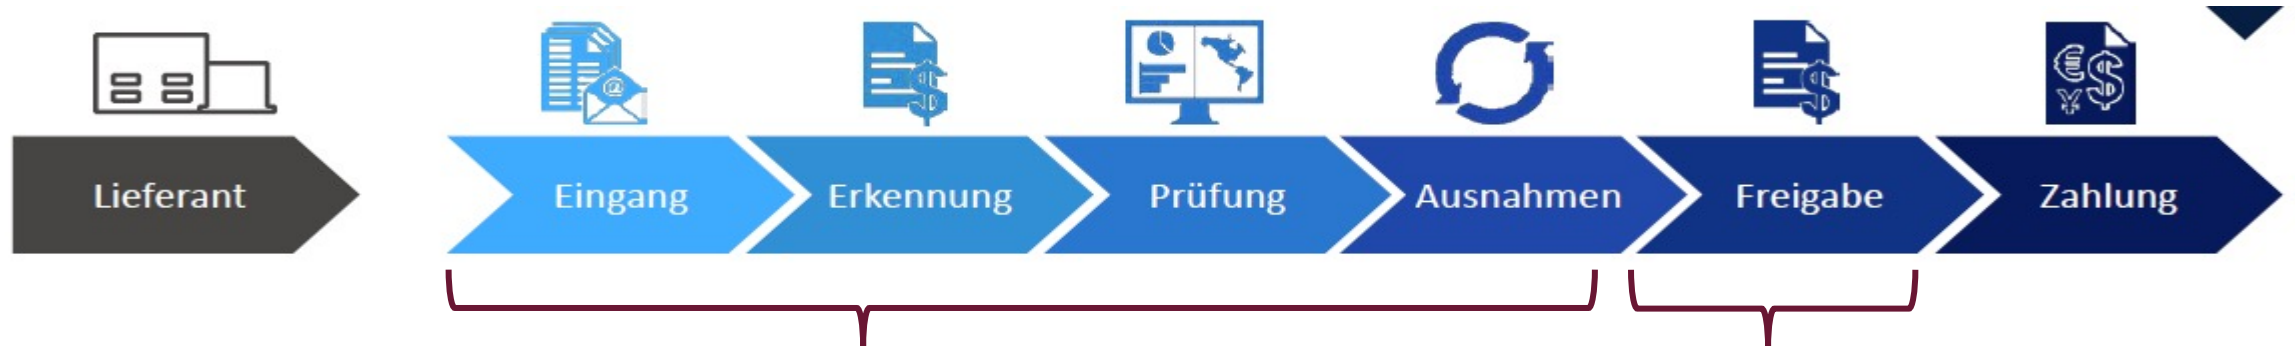 Lieferant
Eingang
Erkennung
Prüfung
Ausnahmen
Freigabe
Zahlung